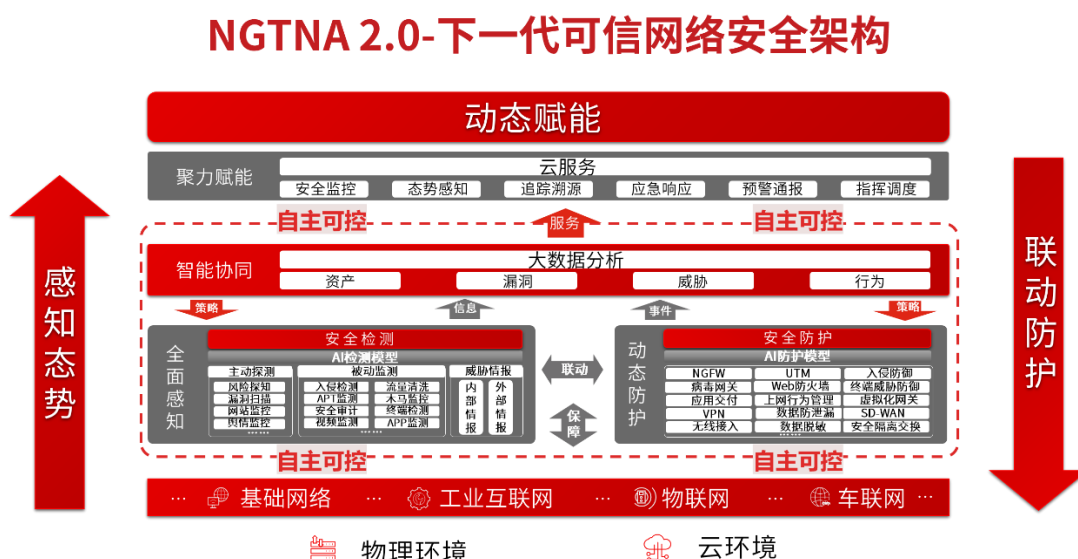 NGTNA 2.0-下一代可信网络安全架构
动态赋能
聚力赋能
云服务
安全监控 态势感知 追踪溯源 应急响应 预警通报 指挥调度
自主可控 服务 自主可控
智能协同
大数据分析
资产 漏洞 威胁 行为
策略 信息 事件 策略
感知态势
联动防护
全面感知
安全检测
AI检测模型
主动探测 被动监测 威胁情报
风险探知 入侵检测 流量清洗
漏洞扫描 APT监测 木马监控
网站监控 安全审计 终端检测
舆情监控 视频监测 APP监测
……
……
内部情报 外部情报
联动
保障
动态防护
安全防护
AI防护模型
NGFW UTM 入侵防御
病毒网关 Web防火墙 终端威胁防御
应用交付 上网行为管理 虚拟化网关
VPN 数据防泄漏 SD-WAN
无线接入 数据脱敏 安全隔离交换
……
自主可控 自主可控
… 基础网络 … 工业互联网 … 物联网 … 车联网 …
物理环境 云环境